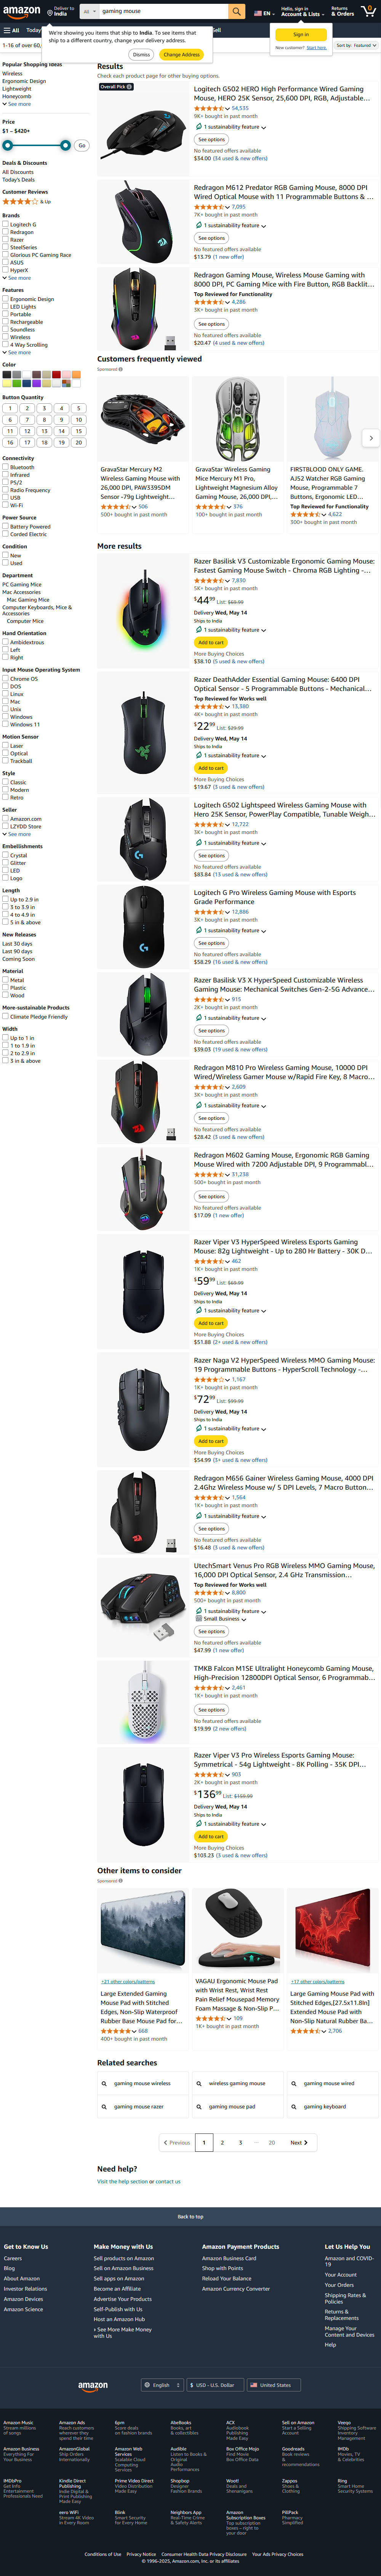 amazon
Deliver to
India
All
gaming mouse
EN
Hello, sign in
Account & Lists
Returns
& Orders
0
All
Today
Sell
We're showing you items that ship to India. To see items that
ship to a different country, change your delivery address.
Dismiss
Change Address
Sign in
New customer? Start here.
1-16 of over 60,
Sort by: Featured
Popular Shopping Ideas
Wireless
Ergonomic Design
Lightweight
Honeycomb
See more
Price
$1 – $420+
Go
Deals & Discounts
All Discounts
Today's Deals
Customer Reviews
& Up
Brands
Logitech G
Redragon
Razer
SteelSeries
Glorious PC Gaming Race
ASUS
HyperX
See more
Features
Ergonomic Design
LED Lights
Portable
Rechargeable
Soundless
Wireless
4 Way Scrolling
See more
Color
Button Quantity
1 2 3 4 5
6 7 8 9 10
11 12 13 14 15
16 17 18 19 20
Connectivity
Bluetooth
Infrared
PS/2
Radio Frequency
USB
Wi-Fi
Power Source
Battery Powered
Corded Electric
Condition
New
Used
Department
PC Gaming Mice
Mac Accessories
Mac Gaming Mice
Computer Keyboards, Mice &
Accessories
Computer Mice
Hand Orientation
Ambidextrous
Left
Right
Input Mouse Operating System
Chrome OS
DOS
Linux
Mac
Unix
Windows
Windows 11
Motion Sensor
Laser
Optical
Trackball
Style
Classic
Modern
Retro
Seller
Amazon.com
LZYDD Store
See more
Embellishments
Crystal
Glitter
LED
Logo
Length
Up to 2.9 in
3 to 3.9 in
4 to 4.9 in
5 in & above
New Releases
Last 30 days
Last 90 days
Coming Soon
Material
Metal
Plastic
Wood
More-sustainable Products
Climate Pledge Friendly
Width
Up to 1 in
1 to 1.9 in
2 to 2.9 in
3 in & above
Results
Check each product page for other buying options.
Overall Pick
Logitech G502 HERO High Performance Wired Gaming
Mouse, HERO 25K Sensor, 25,600 DPI, RGB, Adjustable...
54,535
9K+ bought in past month
1 sustainability feature
See options
No featured offers available
$34.00 (34 used & new offers)
Redragon M612 Predator RGB Gaming Mouse, 8000 DPI
Wired Optical Mouse with 11 Programmable Buttons & ...
7,095
7K+ bought in past month
1 sustainability feature
See options
No featured offers available
$13.79 (1 new offer)
Redragon Gaming Mouse, Wireless Mouse Gaming with
8000 DPI, PC Gaming Mice with Fire Button, RGB Backlit...
Top Reviewed for Functionality
4,286
3K+ bought in past month
See options
No featured offers available
$20.47 (4 used & new offers)
Customers frequently viewed
Sponsored
GravaStar Mercury M2
Wireless Gaming Mouse with
26,000 DPI, PAW3395DM
Sensor -79g Lightweight...
506
500+ bought in past month
GravaStar Wireless Gaming
Mice Mercury M1 Pro,
Lightweight Magnesium Alloy
Gaming Mouse, 26,000 DPI,...
376
100+ bought in past month
FIRSTBLOOD ONLY GAME.
AJ52 Watcher RGB Gaming
Mouse, Programmable 7
Buttons, Ergonomic LED...
Top Reviewed for Functionality
4,622
300+ bought in past month
More results
Razer Basilisk V3 Customizable Ergonomic Gaming Mouse:
Fastest Gaming Mouse Switch - Chroma RGB Lighting -...
7,830
5K+ bought in past month
$44.99 List: $69.99
Delivery Wed, May 14
Ships to India
1 sustainability feature
Add to cart
More Buying Choices
$38.10 (5 used & new offers)
Razer DeathAdder Essential Gaming Mouse: 6400 DPI
Optical Sensor - 5 Programmable Buttons - Mechanical...
Top Reviewed for Works well
13,380
4K+ bought in past month
$22.99 List: $29.99
Delivery Wed, May 14
Ships to India
1 sustainability feature
Add to cart
More Buying Choices
$19.67 (3 used & new offers)
Logitech G502 Lightspeed Wireless Gaming Mouse with
Hero 25K Sensor, PowerPlay Compatible, Tunable Weigh...
12,722
3K+ bought in past month
1 sustainability feature
See options
No featured offers available
$83.84 (13 used & new offers)
Logitech G Pro Wireless Gaming Mouse with Esports
Grade Performance
12,886
3K+ bought in past month
1 sustainability feature
See options
No featured offers available
$58.29 (16 used & new offers)
Razer Basilisk V3 X HyperSpeed Customizable Wireless
Gaming Mouse: Mechanical Switches Gen-2-5G Advance...
915
2K+ bought in past month
1 sustainability feature
See options
No featured offers available
$39.03 (19 used & new offers)
Redragon M810 Pro Wireless Gaming Mouse, 10000 DPI
Wired/Wireless Gamer Mouse w/Rapid Fire Key, 8 Macro...
2,609
3K+ bought in past month
1 sustainability feature
See options
No featured offers available
$28.42 (3 used & new offers)
Redragon M602 Gaming Mouse, Ergonomic RGB Gaming
Mouse Wired with 7200 Adjustable DPI, 9 Programmabl...
31,238
500+ bought in past month
See options
No featured offers available
$17.09 (1 new offer)
Razer Viper V3 HyperSpeed Wireless Esports Gaming
Mouse: 82g Lightweight - Up to 280 Hr Battery - 30K D...
462
1K+ bought in past month
$59.99 List: $69.99
Delivery Wed, May 14
Ships to India
1 sustainability feature
Add to cart
More Buying Choices
$51.88 (2+ used & new offers)
Razer Naga V2 HyperSpeed Wireless MMO Gaming Mouse:
19 Programmable Buttons - HyperScroll Technology -...
1,167
1K+ bought in past month
$72.99 List: $99.99
Delivery Wed, May 14
Ships to India
1 sustainability feature
Add to cart
More Buying Choices
$54.99 (3+ used & new offers)
Redragon M656 Gainer Wireless Gaming Mouse, 4000 DPI
2.4Ghz Wireless Mouse w/ 5 DPI Levels, 7 Macro Button...
1,564
1K+ bought in past month
1 sustainability feature
See options
No featured offers available
$16.48 (3 used & new offers)
UtechSmart Venus Pro RGB Wireless MMO Gaming Mouse,
16,000 DPI Optical Sensor, 2.4 GHz Transmission...
Top Reviewed for Works well
8,800
500+ bought in past month
1 sustainability feature
Small Business
See options
No featured offers available
$47.99 (1 new offer)
TMKB Falcon M1SE Ultralight Honeycomb Gaming Mouse,
High-Precision 12800DPI Optical Sensor, 6 Programmab...
2,461
1K+ bought in past month
See options
No featured offers available
$19.99 (2 new offers)
Razer Viper V3 Pro Wireless Esports Gaming Mouse:
Symmetrical - 54g Lightweight - 8K Polling - 35K DPI...
903
2K+ bought in past month
$136.99 List: $159.99
Delivery Wed, May 14
Ships to India
1 sustainability feature
Add to cart
More Buying Choices
$103.23 (3 used & new offers)
Other items to consider
Sponsored
+21 other colors/patterns
Large Extended Gaming
Mouse Pad with Stitched
Edges, Non-Slip Waterproof
Rubber Base Mouse Pad for...
668
400+ bought in past month
VAGAU Ergonomic Mouse Pad
with Wrist Rest, Wrist Rest
Pain Relief Mousepad Memory
Foam Massage & Non-Slip P...
109
1K+ bought in past month
+17 other colors/patterns
Large Gaming Mouse Pad with
Stitched Edges,[27.5x11.8In]
Extended Mouse Pad with
Non-Slip Natural Rubber Ba...
2,706
Related searches
gaming mouse wireless
wireless gaming mouse
gaming mouse wired
gaming mouse razer
gaming mouse pad
gaming keyboard
Previous 1 2 3 ... 20 Next
Need help?
Visit the help section or contact us
Back to top
Get to Know Us
Careers
Blog
About Amazon
Investor Relations
Amazon Devices
Amazon Science
Make Money with Us
Sell products on Amazon
Sell on Amazon Business
Sell apps on Amazon
Become an Affiliate
Advertise Your Products
Self-Publish with Us
Host an Amazon Hub
› See More Make Money
with Us
Amazon Payment Products
Amazon Business Card
Shop with Points
Reload Your Balance
Amazon Currency Converter
Let Us Help You
Amazon and COVID-
19
Your Account
Your Orders
Shipping Rates &
Policies
Returns &
Replacements
Manage Your
Content and Devices
Help
amazon
English
$ USD - U.S. Dollar
United States
Amazon Music
Stream millions
of songs
Amazon Ads
Reach customers
wherever they
spend their time
6pm
Score deals
on fashion brands
AbeBooks
Books, art
& collectibles
ACX
Audiobook
Publishing
Made Easy
Sell on Amazon
Start a Selling
Account
Veeqo
Shipping Software
Inventory
Management
Amazon Business
Everything For
Your Business
AmazonGlobal
Ship Orders
Internationally
Amazon Web
Services
Scalable Cloud
Computing
Services
Audible
Listen to Books &
Original
Audio
Performances
Box Office Mojo
Find Movie
Box Office Data
Goodreads
Book reviews
&
recommendations
IMDb
Movies, TV
& Celebrities
IMDbPro
Get Info
Entertainment
Professionals Need
Kindle Direct
Publishing
Indie Digital &
Print Publishing
Made Easy
Prime Video Direct
Video Distribution
Made Easy
Shopbop
Designer
Fashion Brands
Woot!
Deals and
Shenanigans
Zappos
Shoes &
Clothing
Ring
Smart Home
Security Systems
eero WiFi
Stream 4K Video
in Every Room
Blink
Smart Security
for Every Home
Neighbors App
Real-Time Crime
& Safety Alerts
Amazon
Subscription Boxes
Top subscription
boxes – right to
your door
PillPack
Pharmacy
Simplified
Conditions of Use
Privacy Notice
Consumer Health Data Privacy Disclosure
Your Ads Privacy Choices
© 1996-2025, Amazon.com, Inc. or its affiliates